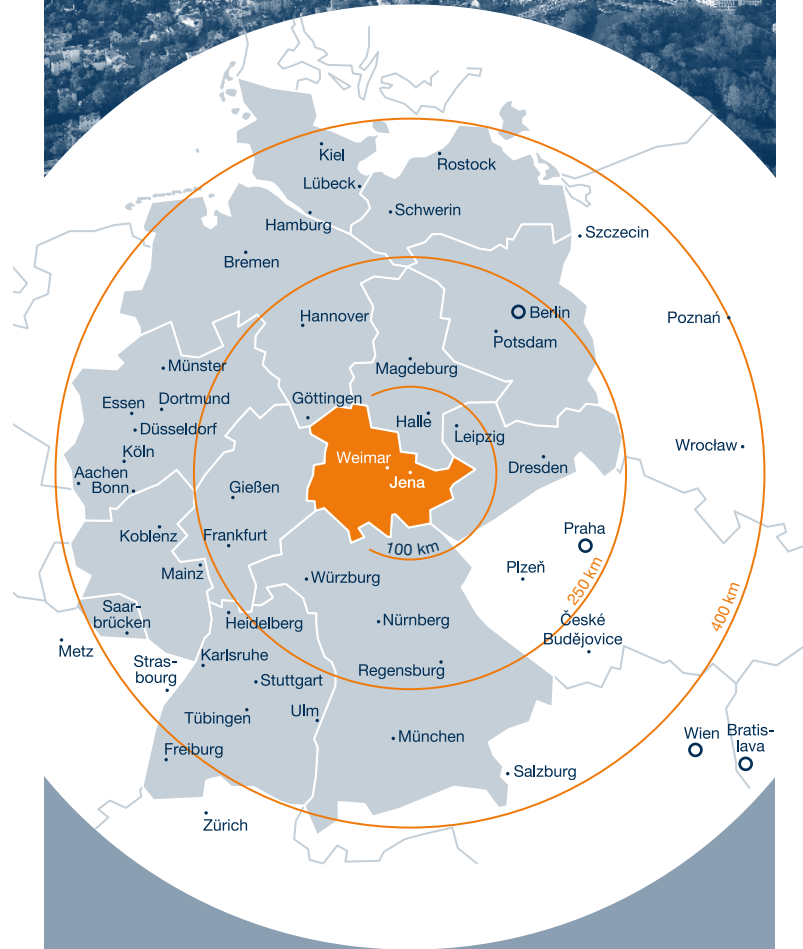 Kiel
Rostock
Lübeck
Schwerin
Hamburg
Szczecin
Bremen
Hannover
Berlin
Poznań
Potsdam
Magdeburg
Münster
Göttingen
Essen
Dortmund
Halle
Düsseldorf
Leipzig
Wrocław
Köln
Weimar
Dresden
Aachen
Jena
Bonn
Gießen
Praha
Koblenz
Frankfurt
100 km
Plzeň
Mainz
Würzburg
250 km
400 km
Saar-
brücken
Heidelberg
Nürnberg
České
Budějovice
Metz
Karlsruhe
Stras-
bourg
Regensburg
Stuttgart
Tübingen
Ulm
München
Wien
Bratis-
lava
Freiburg
Salzburg
Zürich